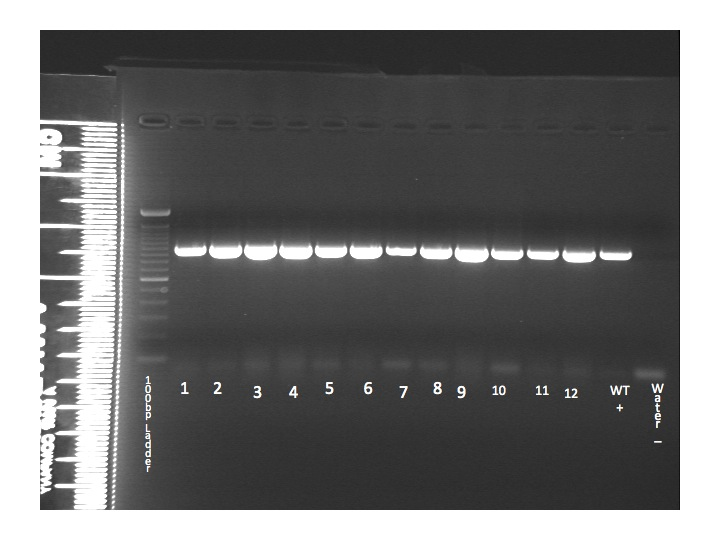 100bp Ladder
1 2 3 4 5 6 7 8 9 10 11 12 WT + Water –